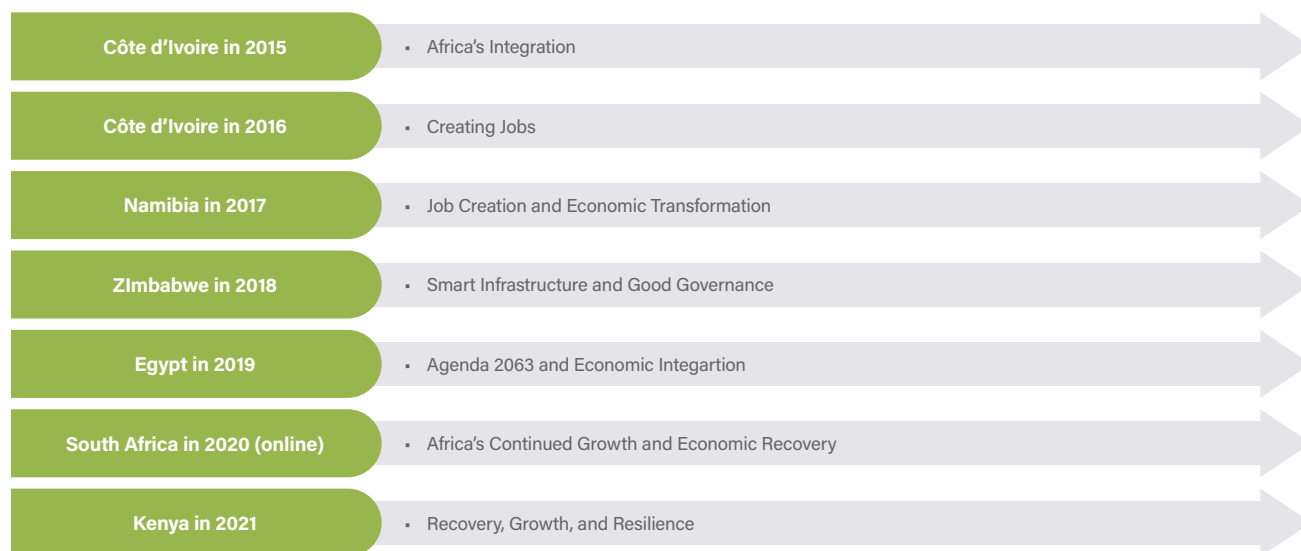 Côte d’Ivoire in 2015
▪ Africa’s Integration
Côte d’Ivoire in 2016
▪ Creating Jobs
Namibia in 2017
▪ Job Creation and Economic Transformation
ZImbabwe in 2018
▪ Smart Infrastructure and Good Governance
Egypt in 2019
▪ Agenda 2063 and Economic Integartion
South Africa in 2020 (online)
▪ Africa’s Continued Growth and Economic Recovery
Kenya in 2021
▪ Recovery, Growth, and Resilience